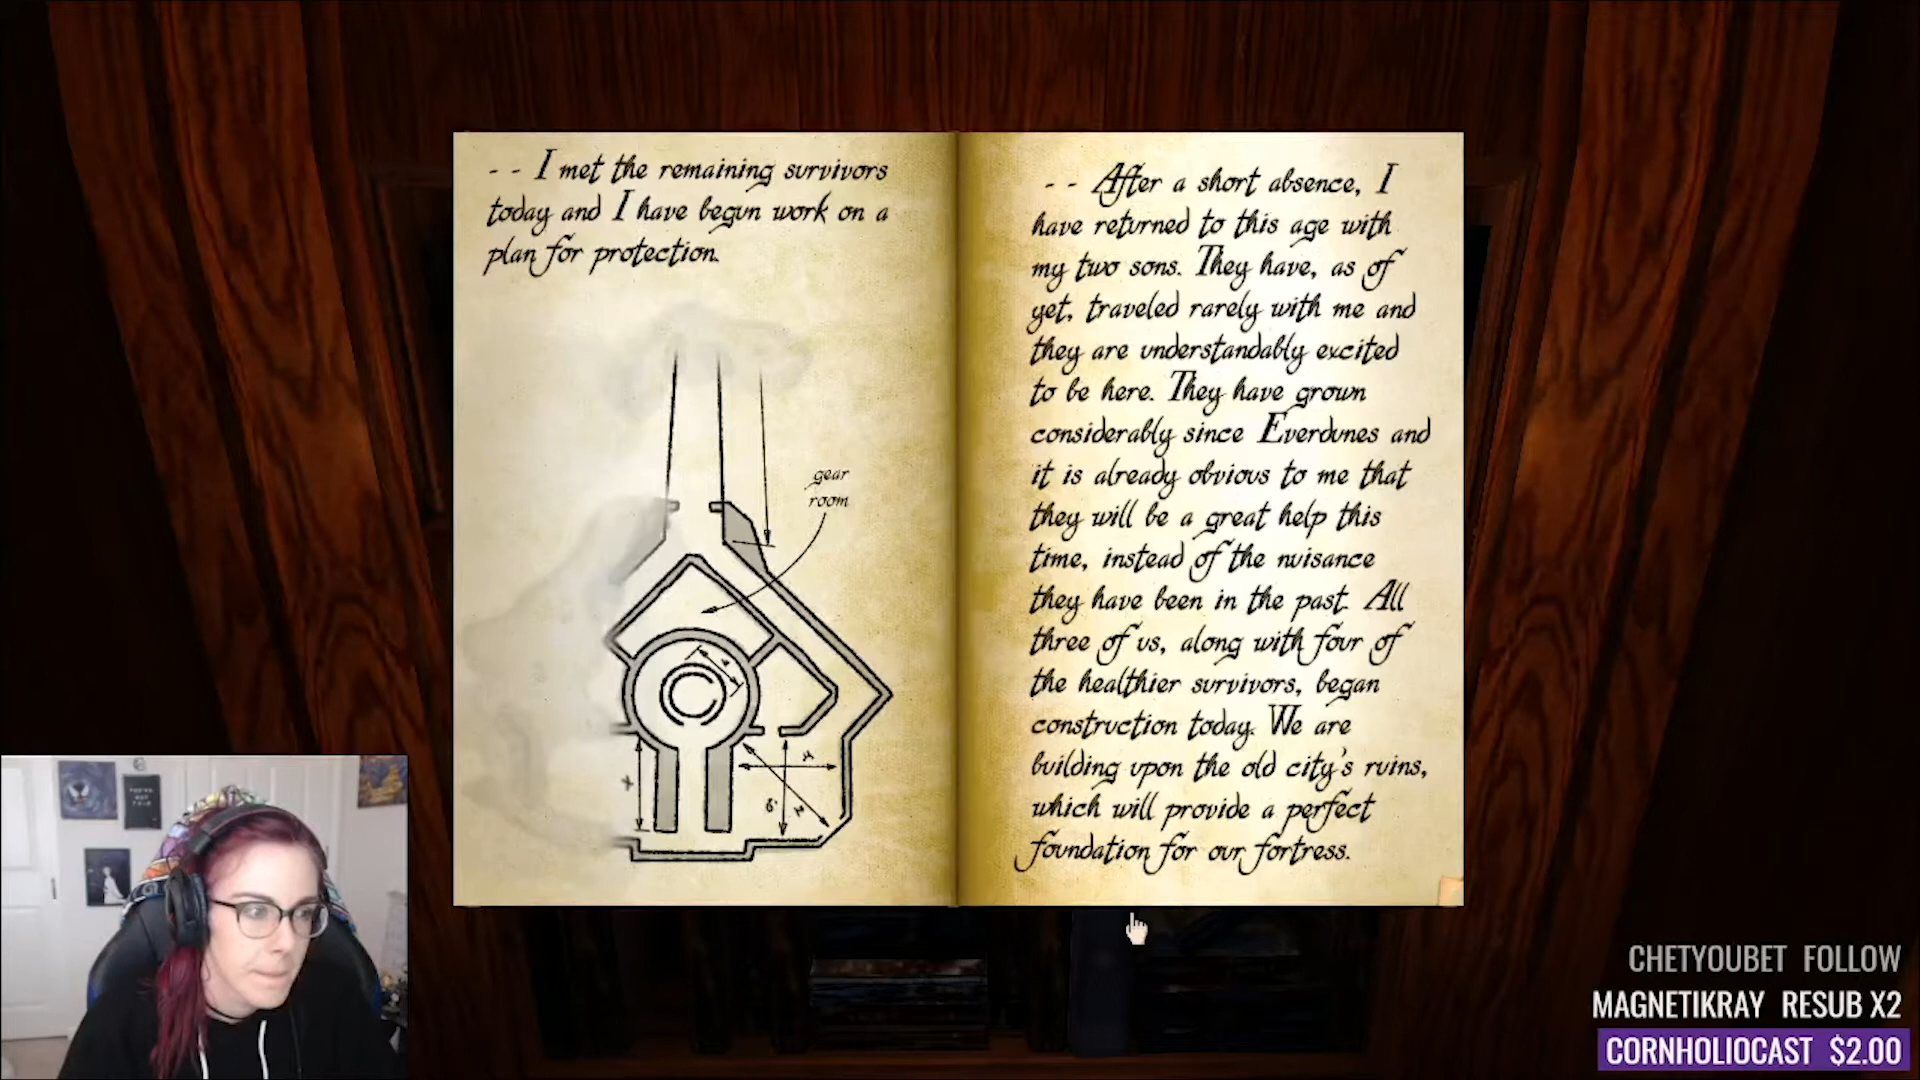 -- I met the remaining survivors
today and I have begun work on a
plan for protection.
gear
room
-- After a short absence, I
have returned to this age with
my two sons. They have, as of
yet, traveled rarely with me and
they are understandably excited
to be here. They have grown
considerably since Everdunes and
it is already obvious to me that
they will be a great help this
time, instead of the nuisance
they have been in the past. All
three of us, along with four of
the healthier survivors, began
construction today. We are
building upon the old city's ruins,
which will provide a perfect
foundation for our fortress.
CHETYOUBET FOLLOW
MAGNETIKRAY RESUB X2
CORNHOLIOCAST $2.00